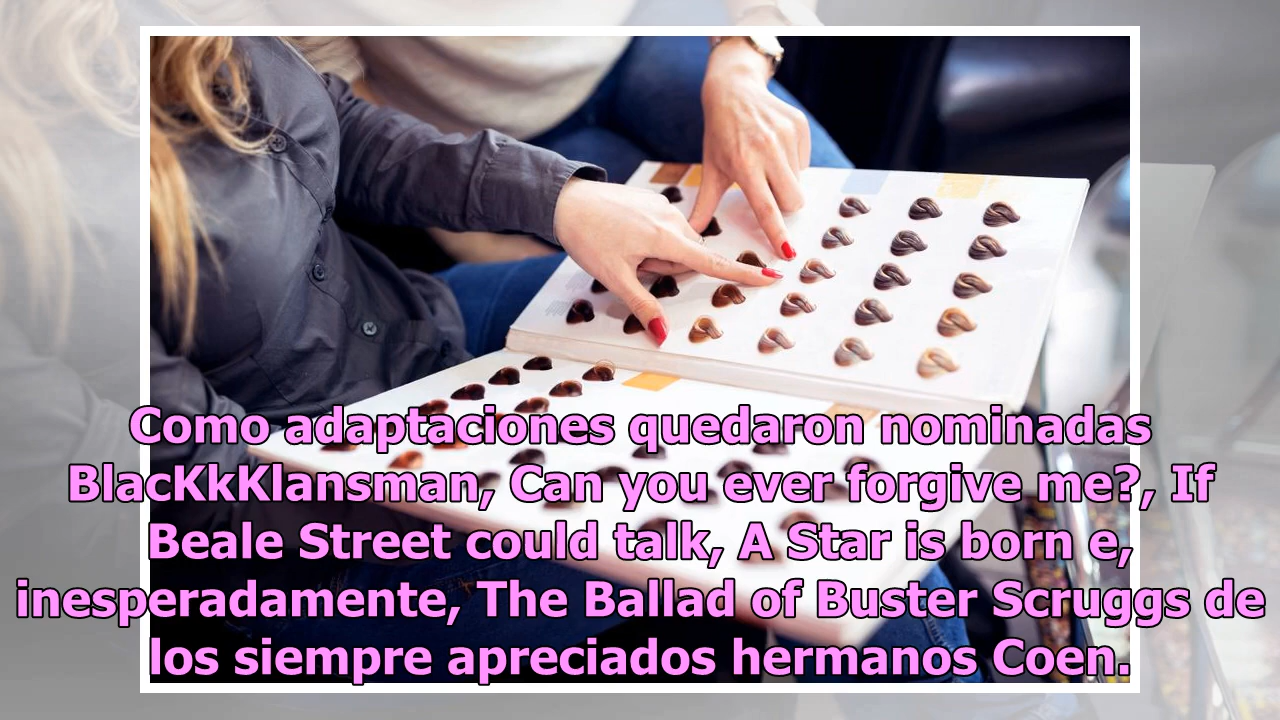 Como adaptaciones quedaron nominadas
BlacKkKlansman, Can you ever forgive me?, If
Beale Street could talk, A Star is born e,
inesperadamente, The Ballad of Buster Scruggs de
los siempre apreciados hermanos Coen.